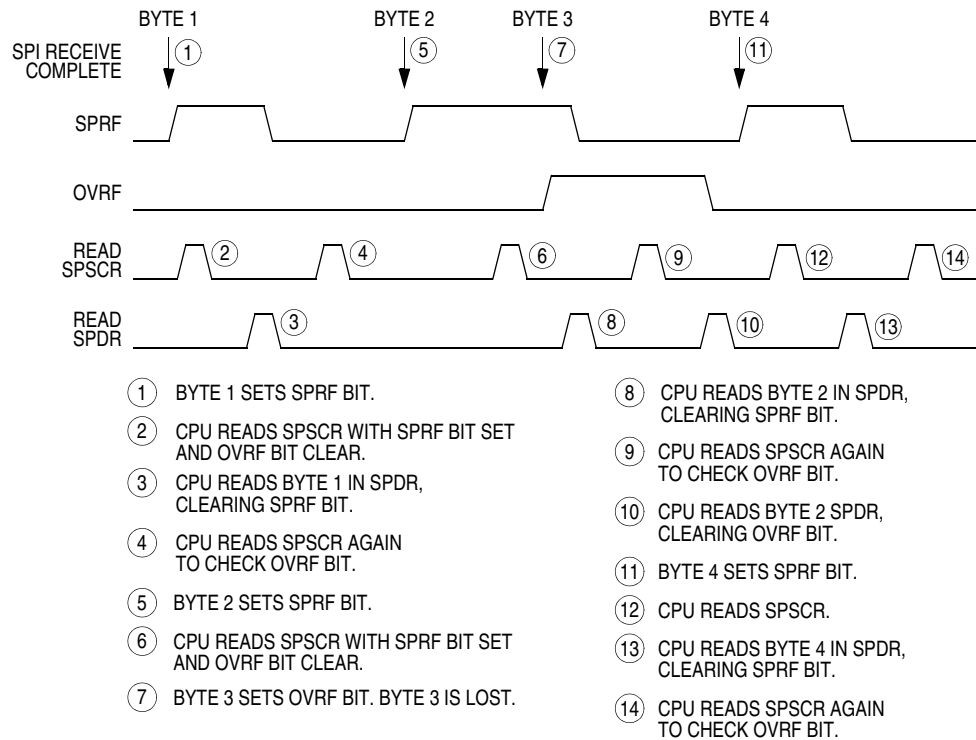 BYTE 1 BYTE 2 BYTE 3 BYTE 4
SPI RECEIVE
COMPLETE
1 5 7 11
SPRF
OVRF
READ
SPSCR
2 4 6 9 12 14
READ
SPDR
3 8 10 13
1 BYTE 1 SETS SPRF BIT.
2 CPU READS SPSCR WITH SPRF BIT SET
AND OVRF BIT CLEAR.
3 CPU READS BYTE 1 IN SPDR,
CLEARING SPRF BIT.
4 CPU READS SPSCR AGAIN
TO CHECK OVRF BIT.
5 BYTE 2 SETS SPRF BIT.
6 CPU READS SPSCR WITH SPRF BIT SET
AND OVRF BIT CLEAR.
7 BYTE 3 SETS OVRF BIT. BYTE 3 IS LOST.
8 CPU READS BYTE 2 IN SPDR,
CLEARING SPRF BIT.
9 CPU READS SPSCR AGAIN
TO CHECK OVRF BIT.
10 CPU READS BYTE 2 SPDR,
CLEARING OVRF BIT.
11 BYTE 4 SETS SPRF BIT.
12 CPU READS SPSCR.
13 CPU READS BYTE 4 IN SPDR,
CLEARING SPRF BIT.
14 CPU READS SPSCR AGAIN
TO CHECK OVRF BIT.